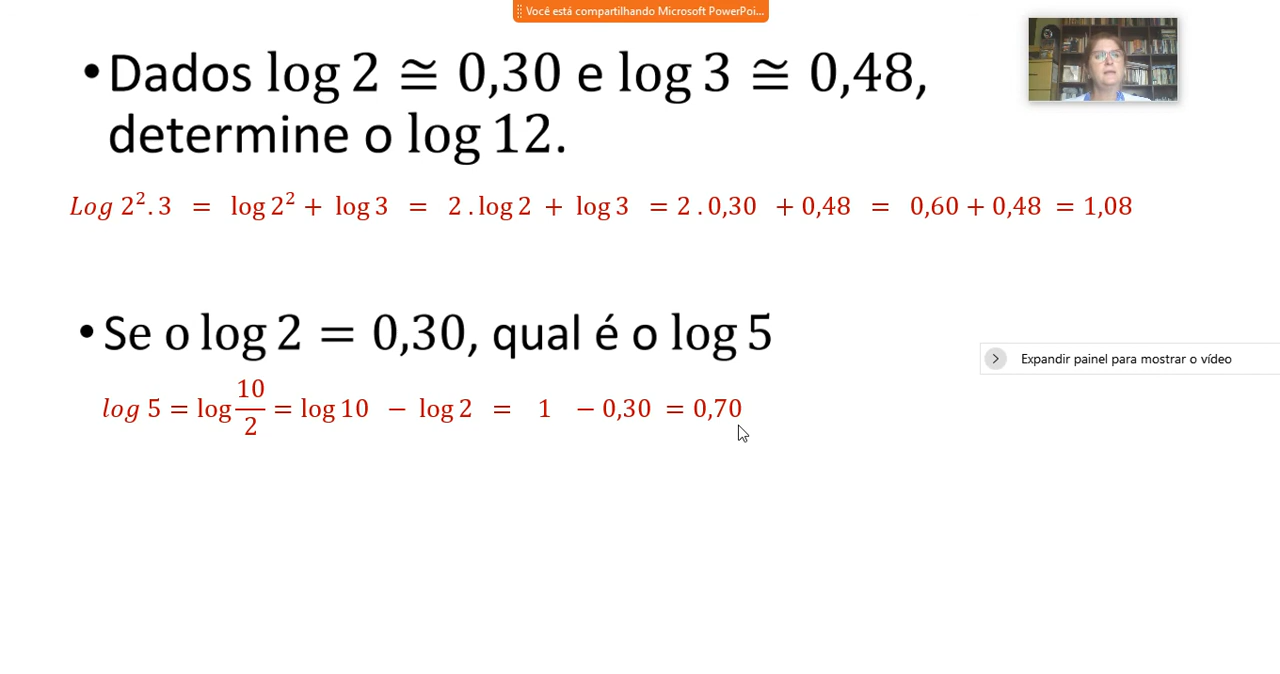 Você está compartilhando Microsoft PowerPoi...
•Dados log 2 ≅ 0,30 e log 3 ≅ 0,48,
determine o log 12.
Log 2². 3 = log 2² + log 3 = 2 . log 2 + log 3 = 2 . 0,30 + 0,48 = 0,60 + 0,48 = 1,08
•Se o log 2 = 0,30, qual é o log 5
Expandir painel para mostrar o vídeo
log 5 = log 10/2 = log 10 − log 2 = 1 − 0,30 = 0,70